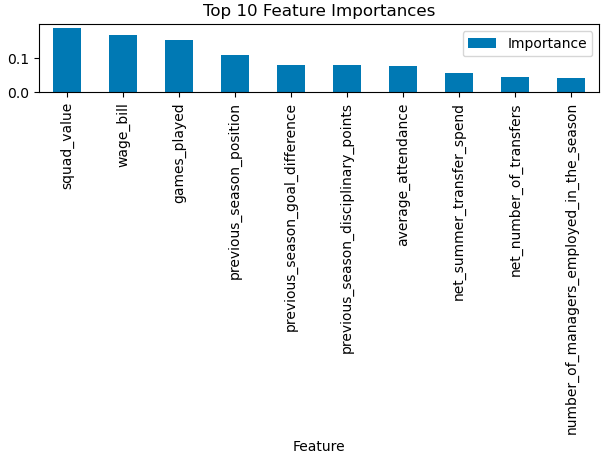 Top 10 Feature Importances
Importance
0.1
0.0
squad_value
wage_bill
games_played
previous_season_position
previous_season_goal_difference
previous_season_disciplinary_points
average_attendance
net_summer_transfer_spend
net_number_of_transfers
number_of_managers_employed_in_the_season
Feature